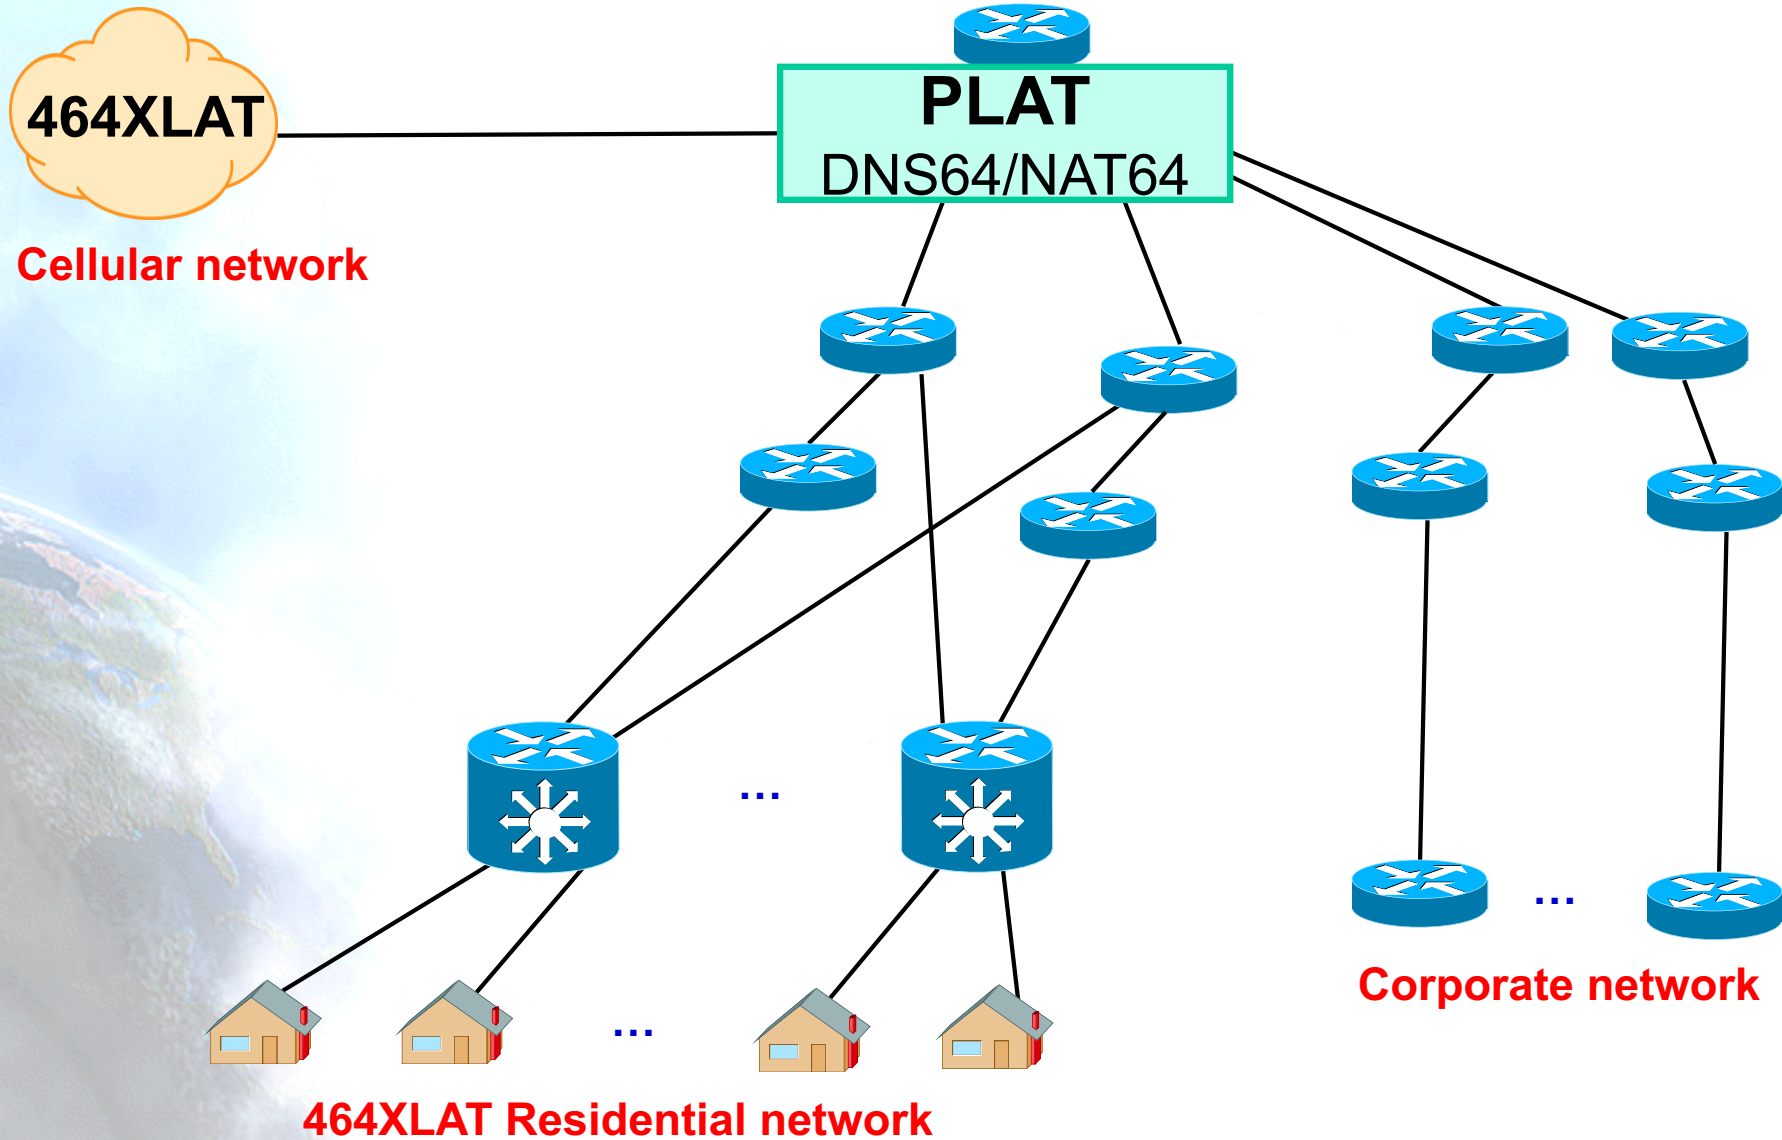 464XLAT
PLAT
DNS64/NAT64
Cellular network
...
...
...
Corporate network
464XLAT Residential network